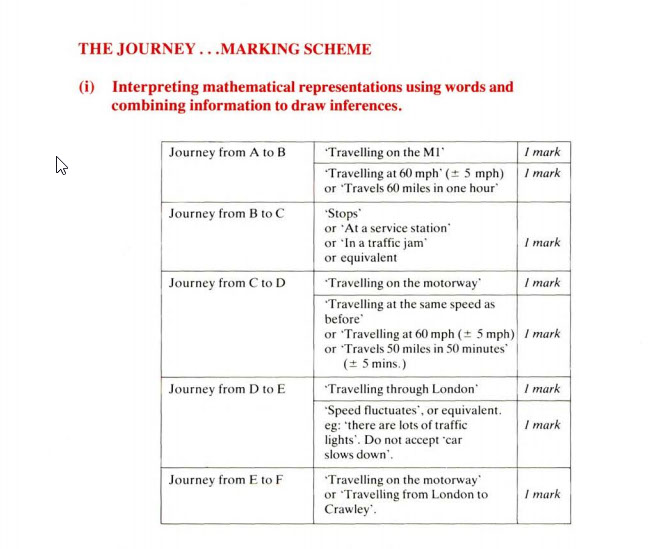 THE JOURNEY . . .MARKING SCHEME
(i) Interpreting mathematical representations using words and
combining information to draw inferences.
Journey from A to B
'Travelling on the M1'
1 mark
'Travelling at 60 mph' (± 5 mph)
or 'Travels 60 miles in one hour'
1 mark
Journey from B to C
'Stops'
or 'At a service station'
or 'In a traffic jam'
or equivalent
1 mark
Journey from C to D
'Travelling on the motorway'
1 mark
'Travelling at the same speed as
before'
or 'Travelling at 60 mph (± 5 mph)
or 'Travels 50 miles in 50 minutes'
(± 5 mins.)
1 mark
Journey from D to E
'Travelling through London'
1 mark
'Speed fluctuates', or equivalent.
eg: 'there are lots of traffic
lights'. Do not accept 'car
slows down'.
1 mark
Journey from E to F
'Travelling on the motorway'
or 'Travelling from London to
Crawley'.
1 mark